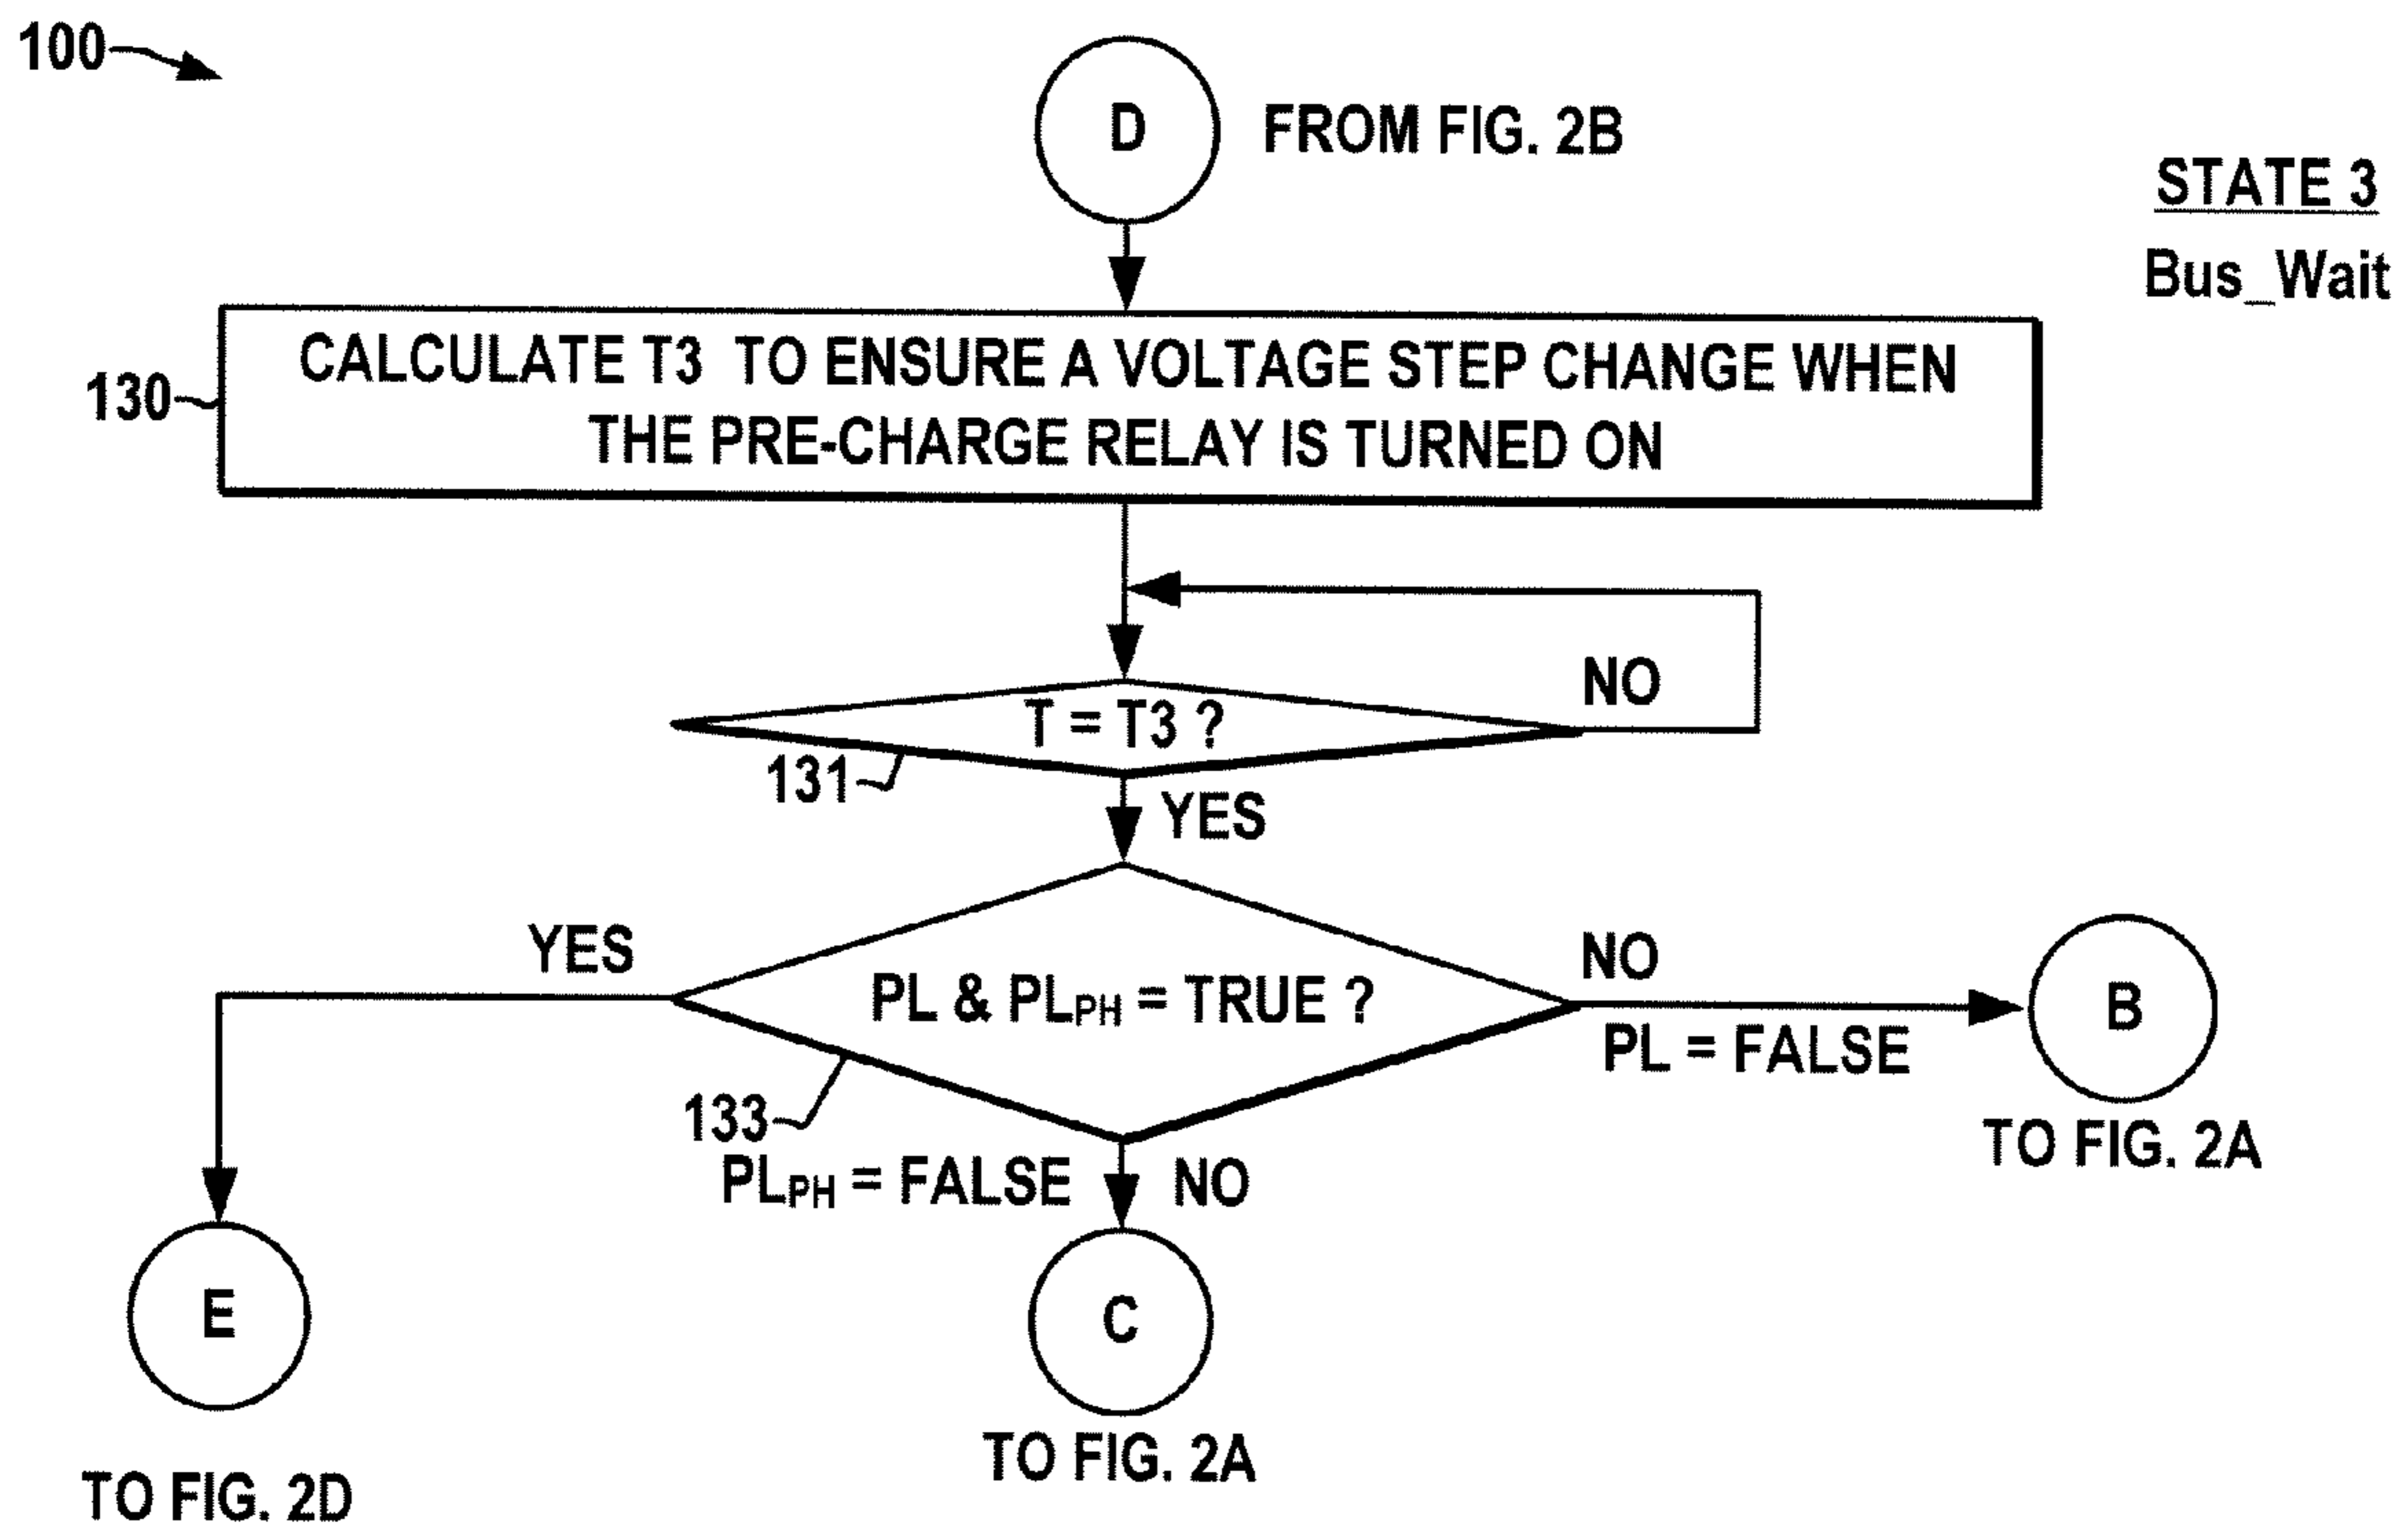 100
D FROM FIG. 2B
STATE 3
Bus_Wait
130
CALCULATE T3 TO ENSURE A VOLTAGE STEP CHANGE WHEN
THE PRE-CHARGE RELAY IS TURNED ON
NO
T = T3 ?
131
YES
YES
NO
PL & PLPH = TRUE ?
B
PL = FALSE
133
TO FIG. 2A
PLPH = FALSE NO
E
C
TO FIG. 2A
TO FIG. 2D